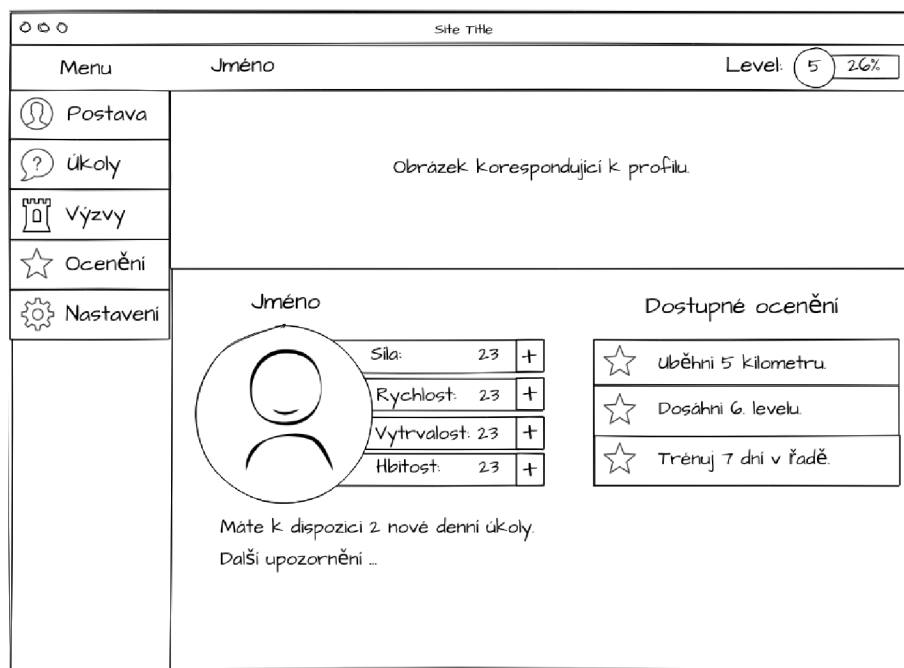 Site Title
Menu
Jméno
Level: 5 26%
Postava
Úkoly
Výzvy
Ocenění
Nastavení
Obrázek korespondující k profilu.
Jméno
Síla: 23 +
Rychlost: 23 +
Vytrvalost: 23 +
Hbitost: 23 +
Máte k dispozici 2 nové denní úkoly.
Další upozornění ...
Dostupné ocenění
Uběhni 5 kilometru.
Dosáhni 6. levelu.
Trénuj 7 dní v řadě.